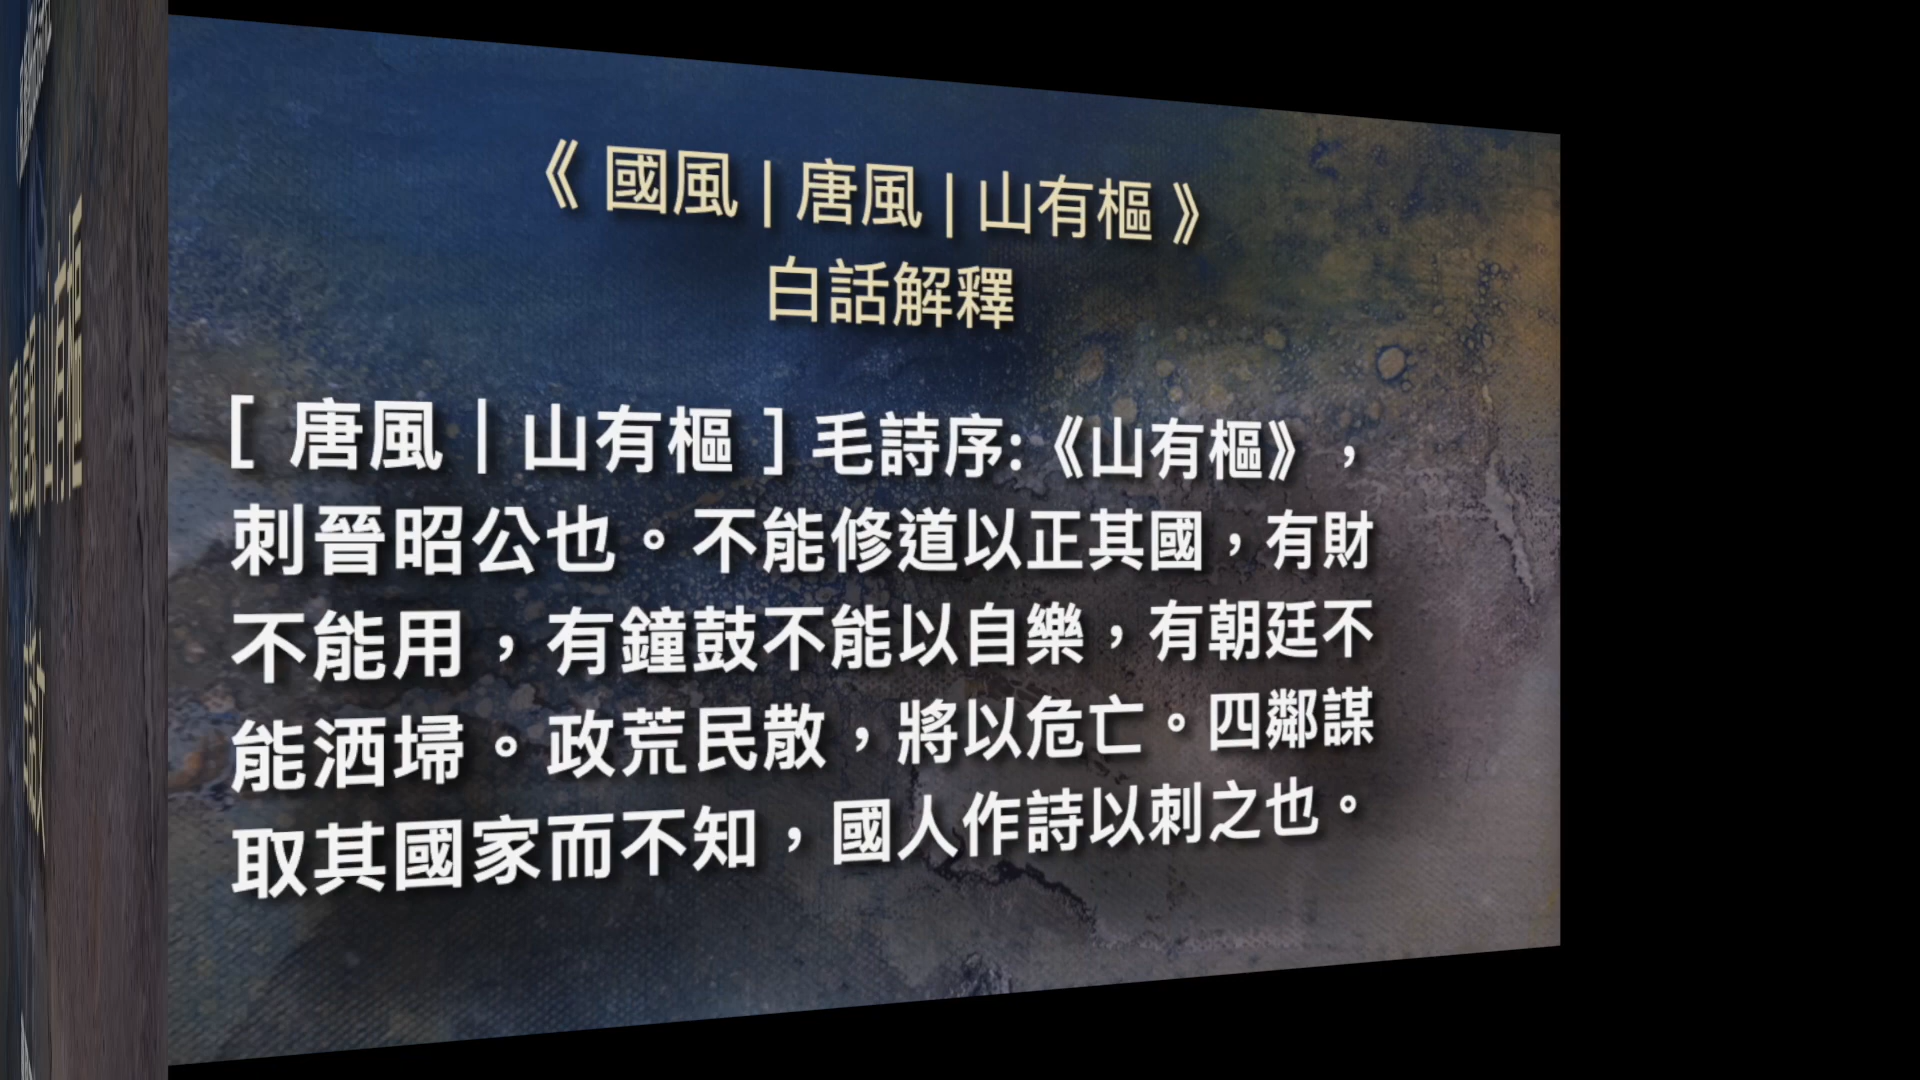 《 國風 | 唐風 | 山有樞 》
白話解釋
[ 唐風｜山有樞 ] 毛詩序:《山有樞》，
刺晉昭公也。不能修道以正其國，有財
不能用，有鐘鼓不能以自樂，有朝廷不
能洒埽。政荒民散，將以危亡。四鄰謀
取其國家而不知，國人作詩以刺之也。